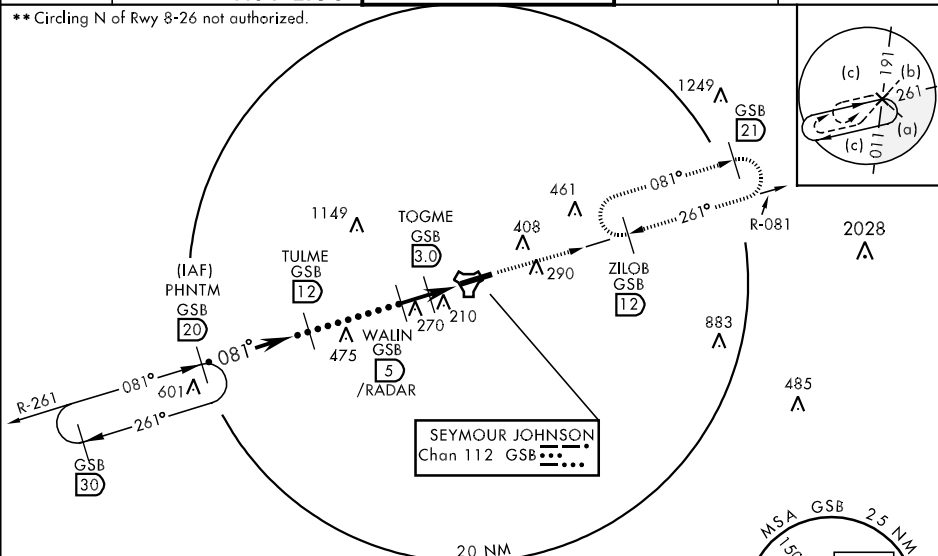 ** Circling N of Rwy 8-26 not authorized.
(c)
191
(b)
261
(a)
(c)
011
1249
GSB
21
081°
461
261°
R-081
1149
TOGME
GSB
3.0
408
2028
TULME
GSB
12
290
ZILOB
GSB
12
(IAF)
PHNTM
GSB
20
270
210
081°
475
WALIN
GSB
5
/RADAR
883
081°
601
R-261
261°
485
SEYMOUR JOHNSON
Chan 112 GSB
GSB
30
MSA GSB 25 NM
20 NM